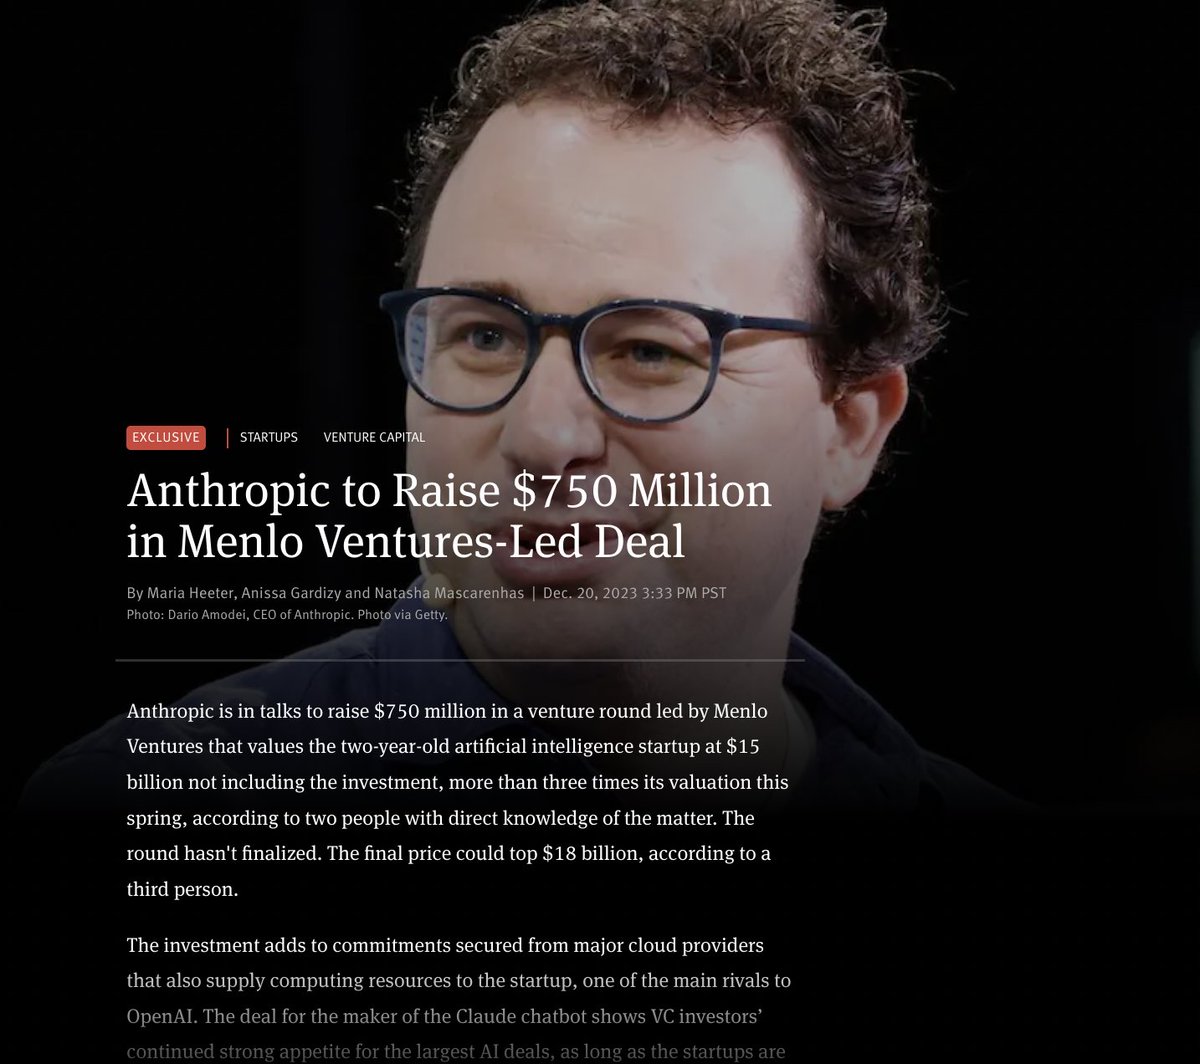 EXCLUSIVE | STARTUPS VENTURE CAPITAL
Anthropic to Raise $750 Million
in Menlo Ventures-Led Deal
By Maria Heeter, Anissa Gardizy and Natasha Mascarenhas | Dec. 20, 2023 3:33 PM PST
Photo: Dario Amodei, CEO of Anthropic. Photo via Getty.
Anthropic is in talks to raise $750 million in a venture round led by Menlo
Ventures that values the two-year-old artificial intelligence startup at $15
billion not including the investment, more than three times its valuation this
spring, according to two people with direct knowledge of the matter. The
round hasn't finalized. The final price could top $18 billion, according to a
third person.
The investment adds to commitments secured from major cloud providers
that also supply computing resources to the startup, one of the main rivals to
OpenAI. The deal for the maker of the Claude chatbot shows VC investors’
continued strong appetite for the largest AI deals, as long as the startups are